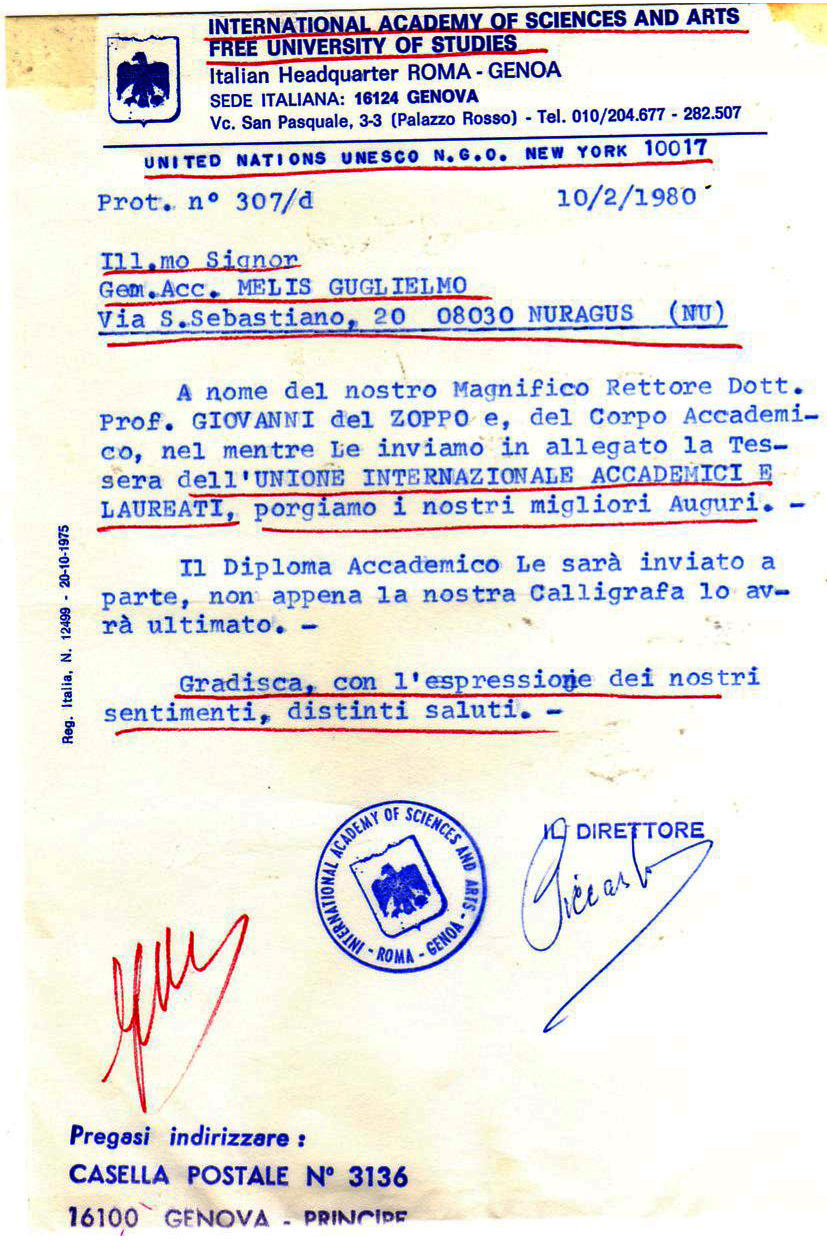 INTERNATIONAL ACADEMY OF SCIENCES AND ARTS
FREE UNIVERSITY OF STUDIES
Italian Headquarter ROMA - GENOA
SEDE ITALIANA: 16124 GENOVA
Vc. San Pasquale, 3-3 (Palazzo Rosso) - Tel. 010/204.677 - 282.507
UNITED NATIONS UNESCO N.G.O. NEW YORK 10017
Prot. n° 307/d 10/2/1980
Ill.mo Signor
Gem.Acc. MELIS GUGLIELMO
Via S.Sebastiano, 20 08030 NURAGUS (NU)
A nome del nostro Magnifico Rettore Dott.
Prof. GIOVANNI del ZOPPO e, del Corpo Accademi-
co, nel mentre Le inviamo in allegato la Tes-
sera dell'UNIONE INTERNAZIONALE ACCADEMICI E
LAUREATI, porgiamo i nostri migliori Auguri. -
Il Diploma Accademico Le sarà inviato a
parte, non appena la nostra Calligrafa lo av-
rà ultimato. -
Gradisca, con l'espressione dei nostri
sentimenti, distinti saluti. -
Reg. Italia, N. 12499 - 20-10-1975
INTERNATIONAL ACADEMY OF SCIENCES AND ARTS - ROMA - GENOA -
IL DIRETTORE
Pregasi indirizzare :
CASELLA POSTALE N° 3136
16100 GENOVA - PRINCIPE